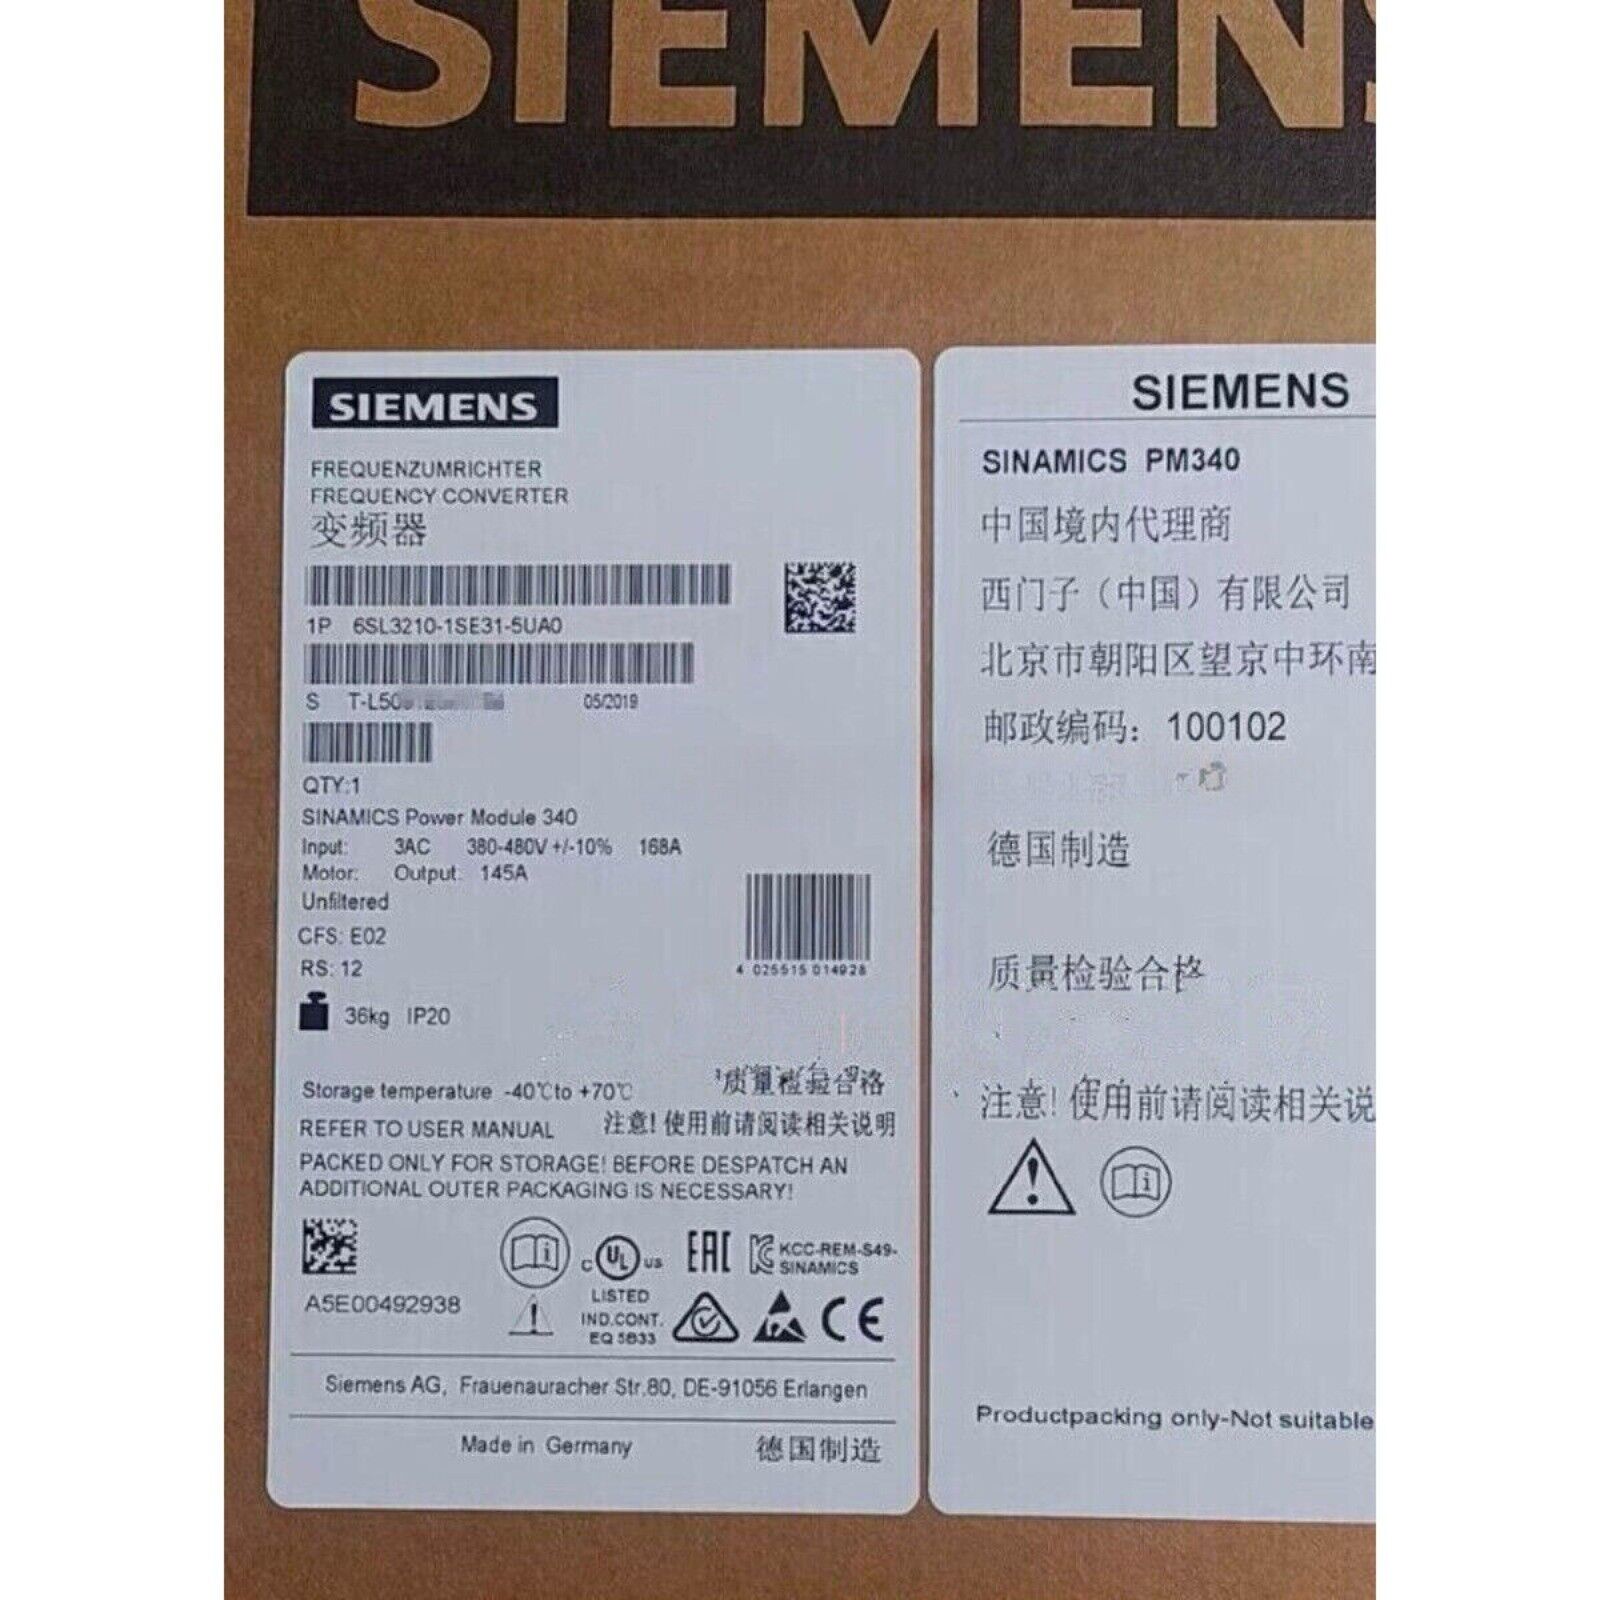 SIEMENS
SIEMENS
FREQUENZUMRICHTER
FREQUENCY CONVERTER
变频器
1P 6SL3210-1SE31-5UA0
S T-L50 05/2019
QTY:1
SINAMICS Power Module 340
Input: 3AC 380-480V +/-10% 168A
Motor: Output: 145A
Unfiltered
CFS: E02
RS: 12
4 025515 014928
36kg IP20
质量检验合格
Storage temperature -40℃ to +70℃
注意! 使用前请阅读相关说明
REFER TO USER MANUAL
PACKED ONLY FOR STORAGE! BEFORE DESPATCH AN
ADDITIONAL OUTER PACKAGING IS NECESSARY!
A5E00492938
C UL US
LISTED
IND.CONT.
EQ 5B33
EAC
KCC-REM-S49-
SINAMICS
CE
Siemens AG, Frauenauracher Str.80, DE-91056 Erlangen
Made in Germany 德国制造
SIEMENS
SINAMICS PM340
中国境内代理商
西门子（中国）有限公司
北京市朝阳区望京中环南
邮政编码：100102
德国制造
质量检验合格
注意! 使用前请阅读相关说
Productpacking only-Not suitable